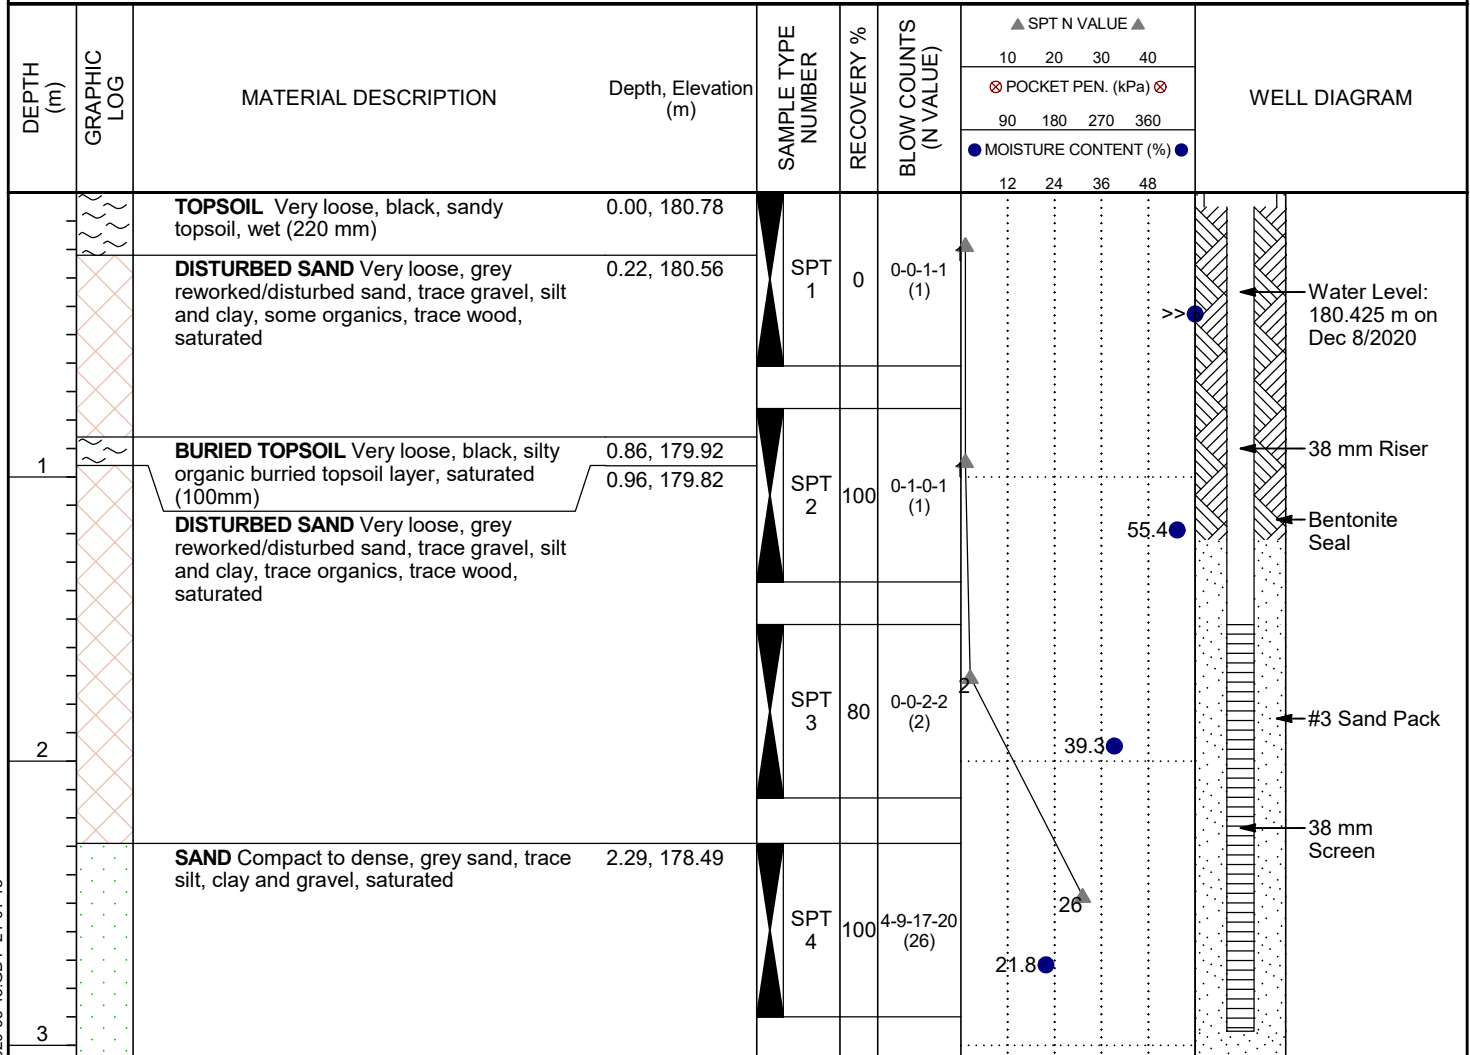 DEPTH
(m)
GRAPHIC
LOG
MATERIAL DESCRIPTION
Depth, Elevation
(m)
SAMPLE TYPE
NUMBER
RECOVERY %
BLOW COUNTS
(N VALUE)
SPT N VALUE
10 20 30 40
POCKET PEN. (kPa)
90 180 270 360
MOISTURE CONTENT (%)
12 24 36 48
WELL DIAGRAM
TOPSOIL Very loose, black, sandy
topsoil, wet (220 mm)
0.00, 180.78
DISTURBED SAND Very loose, grey
reworked/disturbed sand, trace gravel, silt
and clay, some organics, trace wood,
saturated
0.22, 180.56
SPT
1
0
0-0-1-1
(1)
1
>>
Water Level:
180.425 m on
Dec 8/2020
1
BURIED TOPSOIL Very loose, black, silty
organic burried topsoil layer, saturated
(100mm)
0.86, 179.92
0.96, 179.82
DISTURBED SAND Very loose, grey
reworked/disturbed sand, trace gravel, silt
and clay, trace organics, trace wood,
saturated
SPT
2
100
0-1-0-1
(1)
1
55.4
38 mm Riser
Bentonite
Seal
SPT
3
80
0-0-2-2
(2)
2
39.3
#3 Sand Pack
2
SAND Compact to dense, grey sand, trace
silt, clay and gravel, saturated
2.29, 178.49
SPT
4
100
4-9-17-20
(26)
26
21.8
38 mm
Screen
3